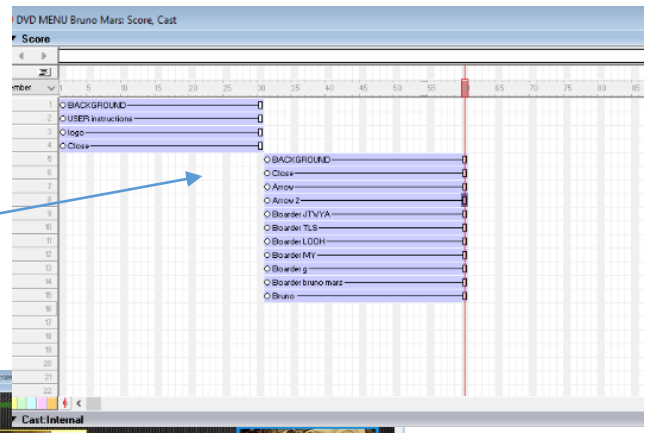 DVD MENU Bruno Mars: Score, Cast
Score
mber 1 5 10 15 20 25 30 35 40 45 50 55 65 70 75 80 85
1 BACKGROUND
2 USER instructions
3 logo
4 Close
5 BACKGROUND
6 Close
7 Arrow
8 Arrow 2
9 Boarder JTWYA
10 Boarder TLS
11 Boarder LOOH
12 Boarder MY
13 Boarder g
14 Boarder bruno mars
15 Bruno
16
17
18
19
20
21
22
Cast:Internal